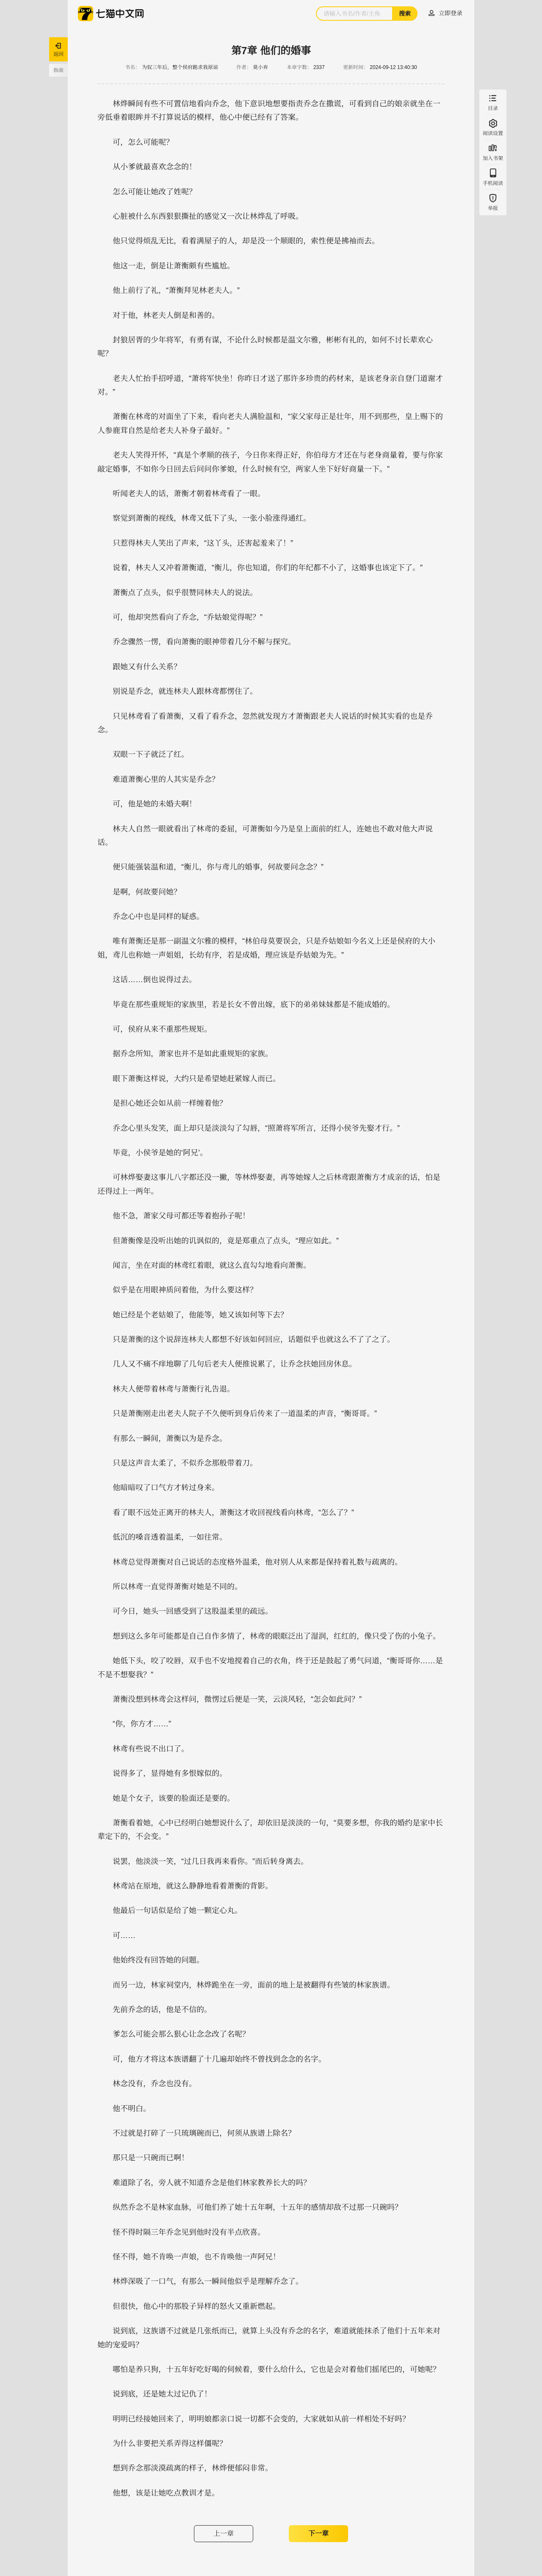 七猫中文网
请输入书名/作者/主角
搜索
立即登录
返回
投票
目录
阅读设置
加入书架
手机阅读
举报
第7章 他们的婚事
书名： 为奴三年后，整个侯府跪求我原谅 作者： 莫小弃 本章字数： 2337 更新时间： 2024-09-12 13:40:30
林烨瞬间有些不可置信地看向乔念，他下意识地想要指责乔念在撒谎，可看到自己的娘亲就坐在一
旁低垂着眼眸并不打算说话的模样，他心中便已经有了答案。
可，怎么可能呢？
从小爹就最喜欢念念的！
怎么可能让她改了姓呢？
心脏被什么东西狠狠撕扯的感觉又一次让林烨乱了呼吸。
他只觉得烦乱无比，看着满屋子的人，却是没一个顺眼的，索性便是拂袖而去。
他这一走，倒是让萧衡颇有些尴尬。
他上前行了礼，“萧衡拜见林老夫人。”
对于他，林老夫人倒是和善的。
封狼居胥的少年将军，有勇有谋，不论什么时候都是温文尔雅，彬彬有礼的，如何不讨长辈欢心
呢？
老夫人忙抬手招呼道，“萧将军快坐！你昨日才送了那许多珍贵的药材来，是该老身亲自登门道谢才
对。”
萧衡在林鸢的对面坐了下来，看向老夫人满脸温和，“家父家母正是壮年，用不到那些，皇上赐下的
人参鹿茸自然是给老夫人补身子最好。”
老夫人笑得开怀，“真是个孝顺的孩子，今日你来得正好，你伯母方才还在与老身商量着，要与你家
敲定婚事，不如你今日回去后问问你爹娘，什么时候有空，两家人坐下好好商量一下。”
听闻老夫人的话，萧衡才朝着林鸢看了一眼。
察觉到萧衡的视线，林鸢又低下了头，一张小脸涨得通红。
只惹得林夫人笑出了声来，“这丫头，还害起羞来了！”
说着，林夫人又冲着萧衡道，“衡儿，你也知道，你们的年纪都不小了，这婚事也该定下了。”
萧衡点了点头，似乎很赞同林夫人的说法。
可，他却突然看向了乔念，“乔姑娘觉得呢？”
乔念骤然一愣，看向萧衡的眼神带着几分不解与探究。
跟她又有什么关系？
别说是乔念，就连林夫人跟林鸢都愣住了。
只见林鸢看了看萧衡，又看了看乔念，忽然就发现方才萧衡跟老夫人说话的时候其实看的也是乔
念。
双眼一下子就泛了红。
难道萧衡心里的人其实是乔念？
可，他是她的未婚夫啊！
林夫人自然一眼就看出了林鸢的委屈，可萧衡如今乃是皇上面前的红人，连她也不敢对他大声说
话。
便只能强装温和道，“衡儿，你与鸢儿的婚事，何故要问念念？”
是啊，何故要问她？
乔念心中也是同样的疑惑。
唯有萧衡还是那一副温文尔雅的模样，“林伯母莫要误会，只是乔姑娘如今名义上还是侯府的大小
姐，鸢儿也称她一声姐姐，长幼有序，若是成婚，理应该是乔姑娘为先。”
这话……倒也说得过去。
毕竟在那些重规矩的家族里，若是长女不曾出嫁，底下的弟弟妹妹都是不能成婚的。
可，侯府从来不重那些规矩。
据乔念所知，萧家也并不是如此重规矩的家族。
眼下萧衡这样说，大约只是希望她赶紧嫁人而已。
是担心她还会如从前一样缠着他？
乔念心里头发笑，面上却只是淡淡勾了勾唇，“照萧将军所言，还得小侯爷先娶才行。”
毕竟，小侯爷是她的‘阿兄’。
可林烨娶妻这事儿八字都还没一撇，等林烨娶妻，再等她嫁人之后林鸢跟萧衡方才成亲的话，怕是
还得过上一两年。
他不急，萧家父母可都还等着抱孙子呢！
但萧衡像是没听出她的讥讽似的，竟是郑重点了点头，“理应如此。”
闻言，坐在对面的林鸢红着眼，就这么直勾勾地看向萧衡。
似乎是在用眼神质问着他，为什么要这样？
她已经是个老姑娘了，他能等，她又该如何等下去？
只是萧衡的这个说辞连林夫人都想不好该如何回应，话题似乎也就这么不了了之了。
几人又不痛不痒地聊了几句后老夫人便推说累了，让乔念扶她回房休息。
林夫人便带着林鸢与萧衡行礼告退。
只是萧衡刚走出老夫人院子不久便听到身后传来了一道温柔的声音，“衡哥哥。”
有那么一瞬间，萧衡以为是乔念。
只是这声音太柔了，不似乔念那般带着刀。
他暗暗叹了口气方才转过身来。
看了眼不远处正离开的林夫人，萧衡这才收回视线看向林鸢，“怎么了？”
低沉的嗓音透着温柔，一如往常。
林鸢总觉得萧衡对自己说话的态度格外温柔，他对别人从来都是保持着礼数与疏离的。
所以林鸢一直觉得萧衡对她是不同的。
可今日，她头一回感受到了这股温柔里的疏远。
想到这么多年可能都是自己自作多情了，林鸢的眼眶泛出了湿润，红红的，像只受了伤的小兔子。
她低下头，咬了咬唇，双手也不安地搅着自己的衣角，终于还是鼓起了勇气问道，“衡哥哥你……是
不是不想娶我？”
萧衡没想到林鸢会这样问，微愣过后便是一笑，云淡风轻，“怎会如此问？”
“你，你方才……”
林鸢有些说不出口了。
说得多了，显得她有多恨嫁似的。
她是个女子，该要的脸面还是要的。
萧衡看着她，心中已经明白她想说什么了，却依旧是淡淡的一句，“莫要多想，你我的婚约是家中长
辈定下的，不会变。”
说罢，他淡淡一笑，“过几日我再来看你。”而后转身离去。
林鸢站在原地，就这么静静地看着萧衡的背影。
他最后一句话似是给了她一颗定心丸。
可……
他始终没有回答她的问题。
而另一边，林家祠堂内，林烨跪坐在一旁，面前的地上是被翻得有些皱的林家族谱。
先前乔念的话，他是不信的。
爹怎么可能会那么狠心让念念改了名呢？
可，他方才将这本族谱翻了十几遍却始终不曾找到念念的名字。
林念没有，乔念也没有。
他不明白。
不过就是打碎了一只琉璃碗而已，何须从族谱上除名？
那只是一只碗而已啊！
难道除了名，旁人就不知道乔念是他们林家教养长大的吗？
纵然乔念不是林家血脉，可他们养了她十五年啊，十五年的感情却敌不过那一只碗吗？
怪不得时隔三年乔念见到他时没有半点欣喜。
怪不得，她不肯唤一声娘，也不肯唤他一声阿兄！
林烨深吸了一口气，有那么一瞬间他似乎是理解乔念了。
但很快，他心中的那股子异样的怒火又重新燃起。
说到底，这族谱不过就是几张纸而已，就算上头没有乔念的名字，难道就能抹杀了他们十五年来对
她的宠爱吗？
哪怕是养只狗，十五年好吃好喝的伺候着，要什么给什么，它也是会对着他们摇尾巴的，可她呢？
说到底，还是她太过记仇了！
明明已经接她回来了，明明娘都亲口说一切都不会变的，大家就如从前一样相处不好吗？
为什么非要把关系弄得这样僵呢？
想到乔念那淡漠疏离的样子，林烨便郁闷非常。
他想，该是让她吃点教训才是。
上一章
下一章